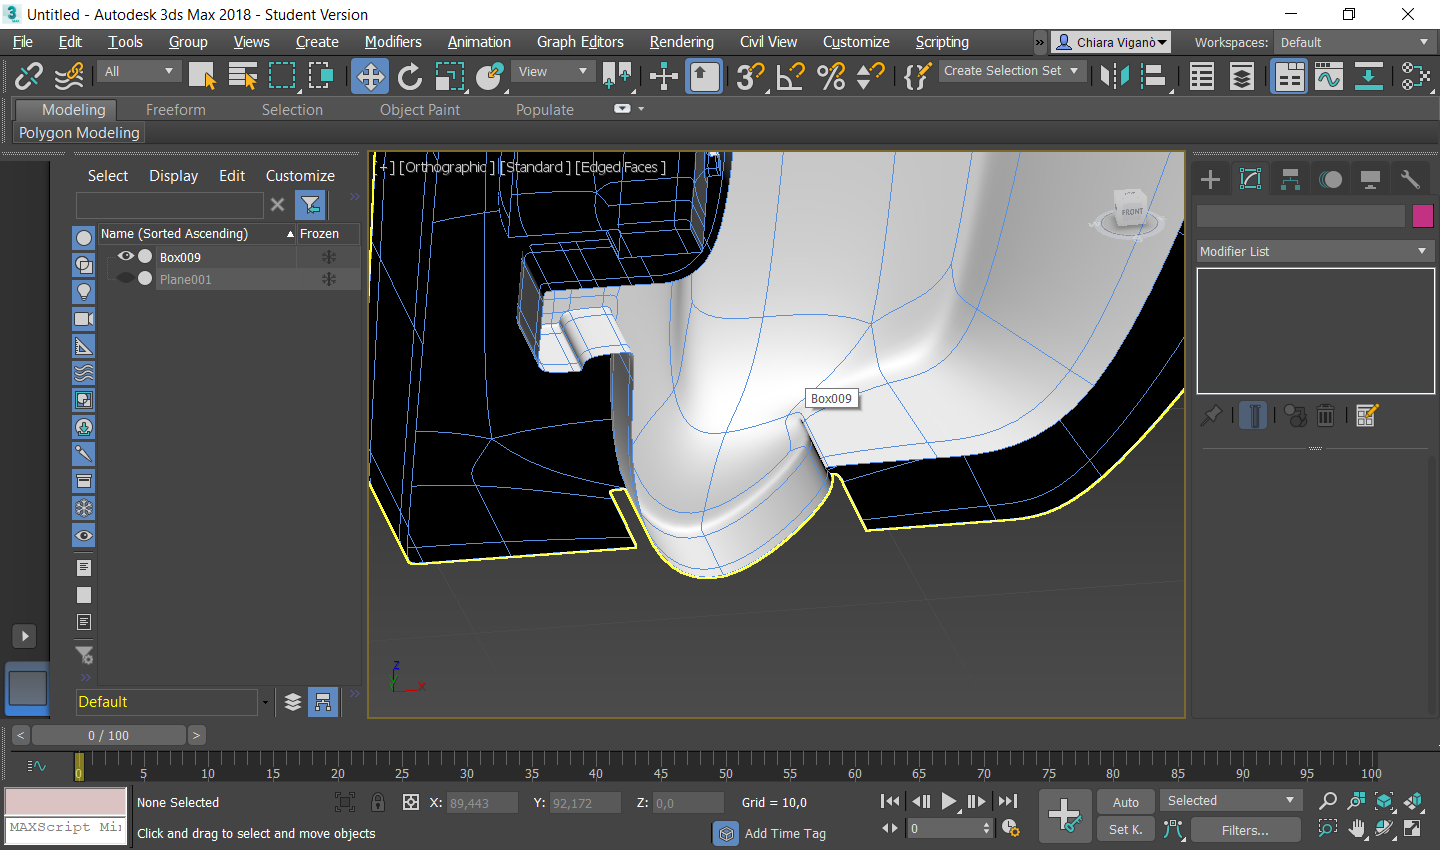 Untitled - Autodesk 3ds Max 2018 - Student Version
File Edit Tools Group Views Create Modifiers Animation Graph Editors Rendering Civil View Customize Scripting » Chiara Viganò Workspaces: Default
All View 3 Create Selection Set
Modeling Freeform Selection Object Paint Populate
Polygon Modeling
Select Display Edit Customize
[+] [Orthographic] [Standard] [Edged Faces]
Name (Sorted Ascending) Frozen
Box009
Plane001
FRONT
Modifier List
Box009
z
y
x
Default
< 0 / 100 >
0 5 10 15 20 25 30 35 40 45 50 55 60 65 70 75 80 85 90 95 100
None Selected X: 89,443 Y: 92,172 Z: 0,0 Grid = 10,0 Auto Selected
MAXScript Mi
Click and drag to select and move objects Add Time Tag 0 Set K. Filters...